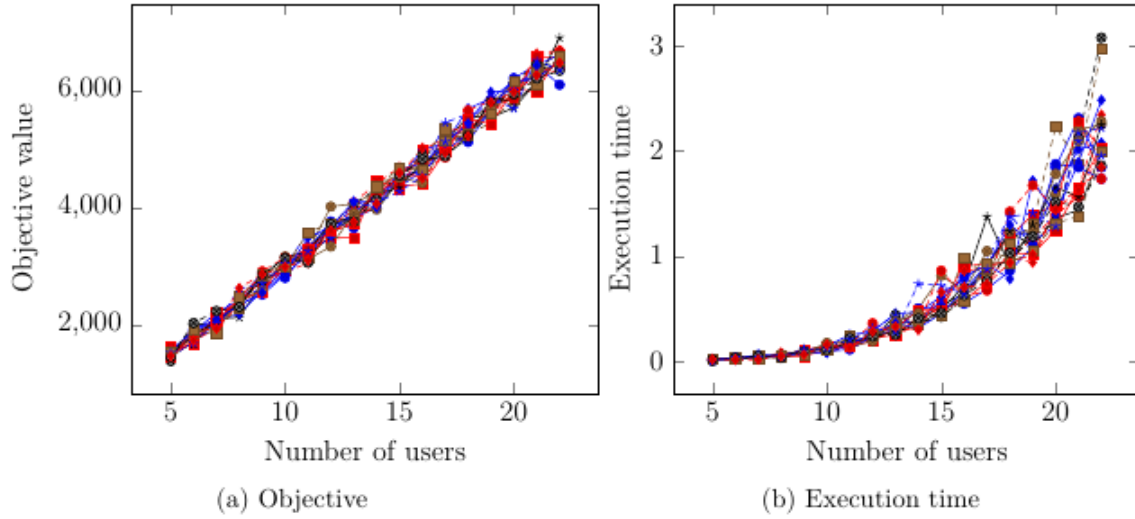 Objective value
6,000
4,000
2,000
5
10
15
20
Number of users
(a) Objective
Execution time
3
2
1
0
5
10
15
20
Number of users
(b) Execution time